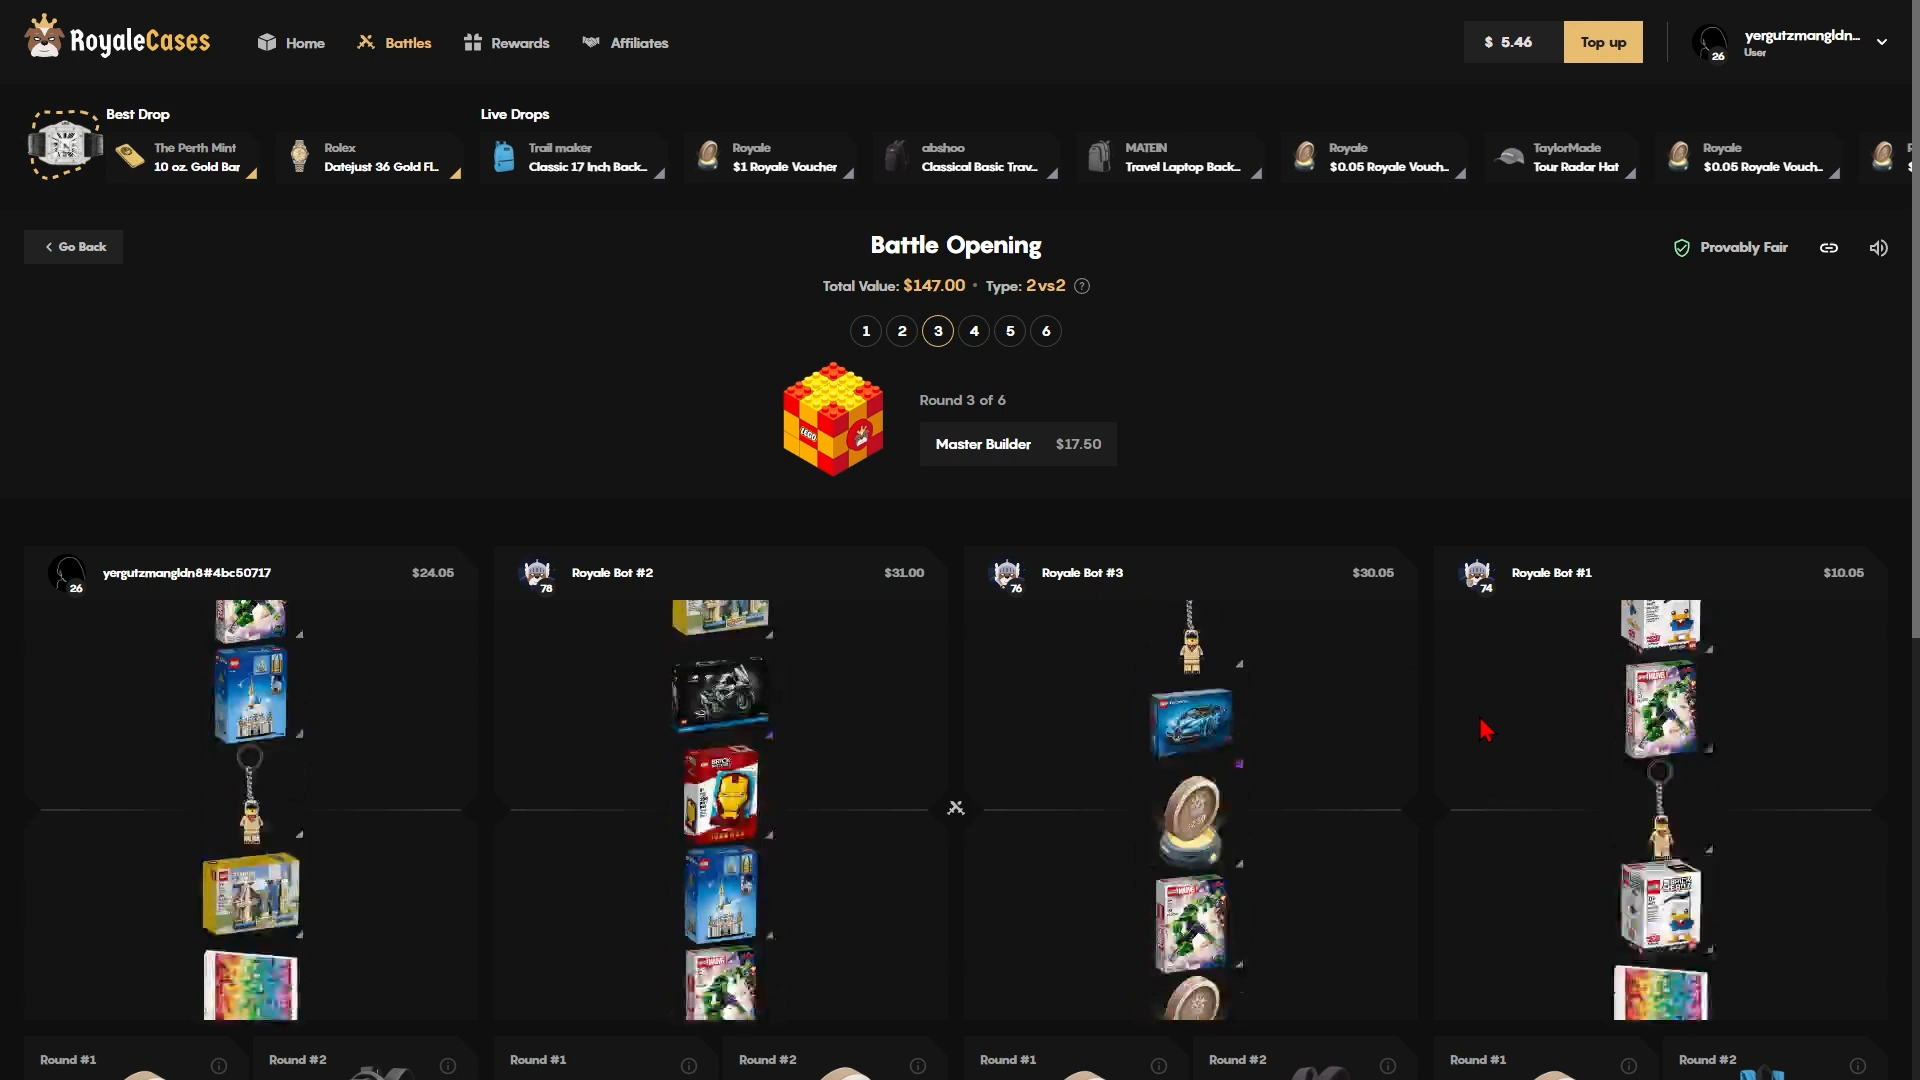 RoyaleCases
Home
Battles
Rewards
Affiliates
$ 5.46
Top up
yergutzmangldn...
User
26
Best Drop
The Perth Mint
10 oz. Gold Bar
Rolex
Datejust 36 Gold Fl..
Live Drops
Trail maker
Classic 17 Inch Back...
Royale
$1 Royale Voucher
abshoo
Classical Basic Trav...
MATEIN
Travel Laptop Back...
Royale
$0.05 Royale Vouch...
TaylorMade
Tour Radar Hat
Royale
$0.05 Royale Vouch...
Go Back
Battle Opening
Provably Fair
Total Value: $147.00 • Type: 2vs2
1 2 3 4 5 6
LEGO
Round 3 of 6
Master Builder $17.50
26 yergutzmangldn8#4bc50717 $24.05
78 Royale Bot #2 $31.00
76 Royale Bot #3 $30.05
74 Royale Bot #1 $10.05
Round #1
Round #2
Round #1
Round #2
Round #1
Round #2
Round #1
Round #2